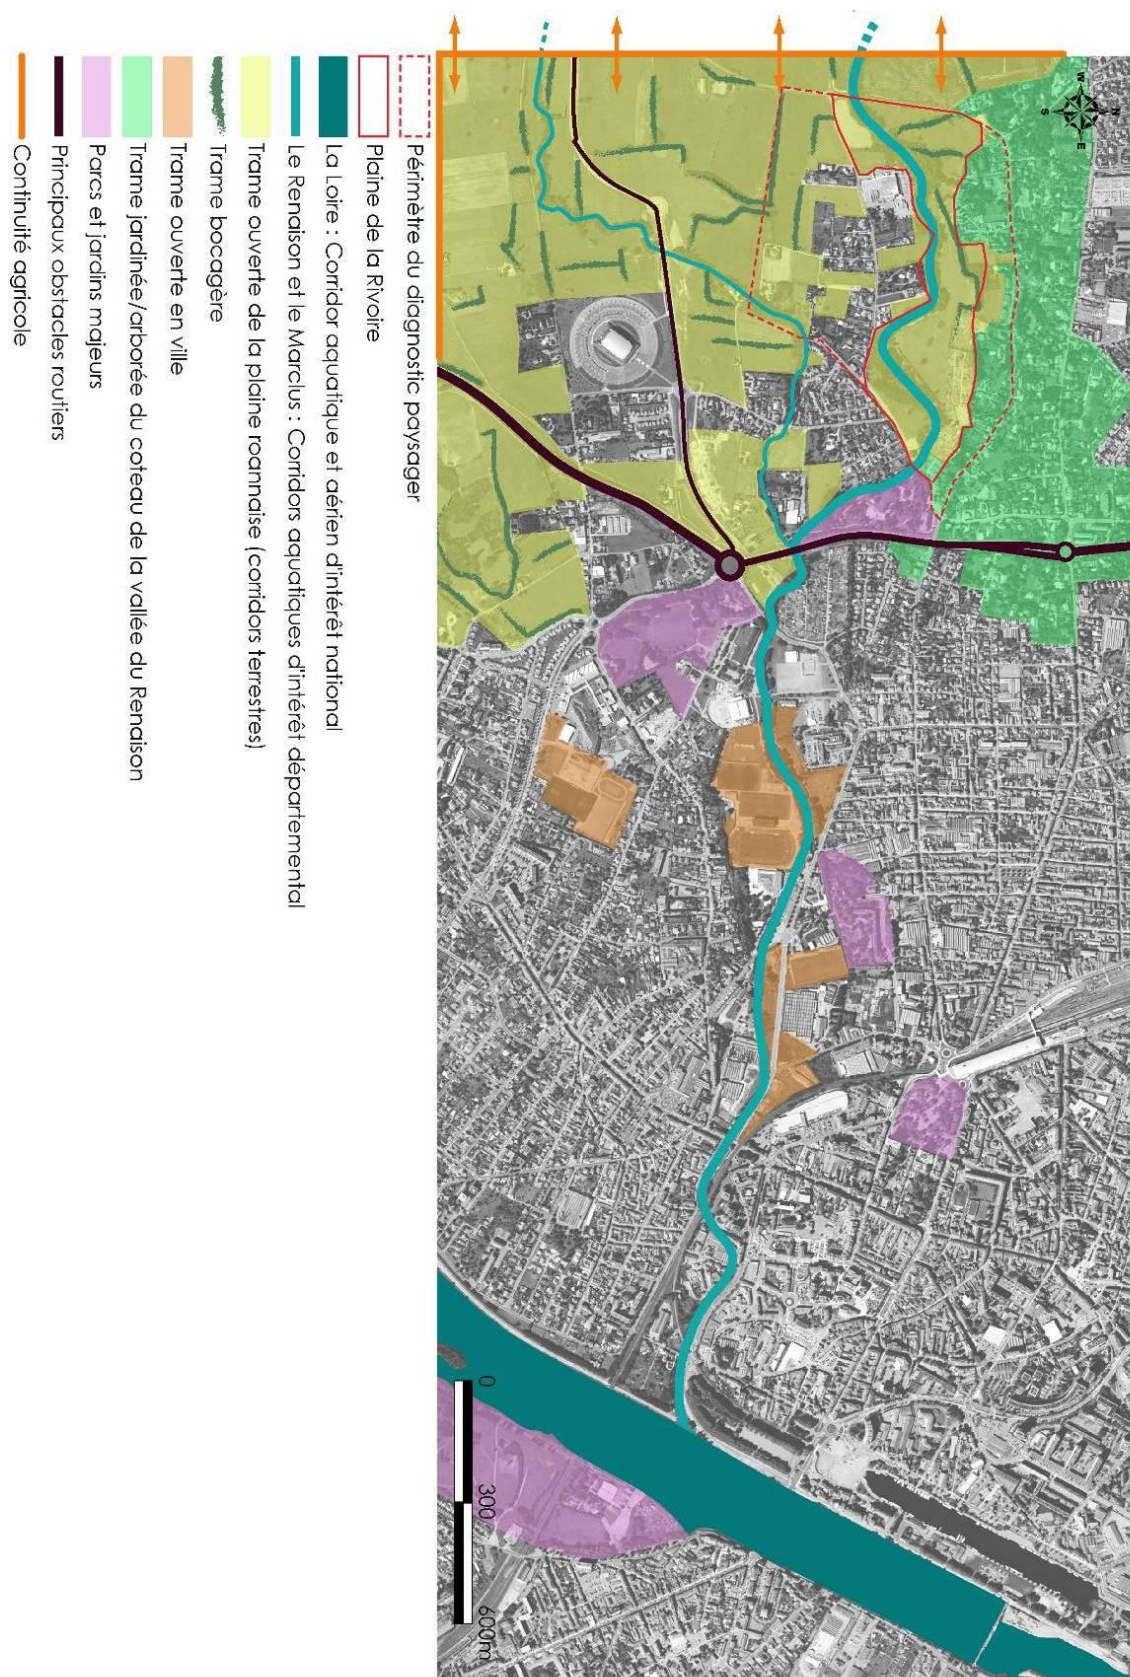 N
W
E
S
Périmètre du diagnostic paysager
Plaine de la Rivoire
La Loire : Corridor aquatique et aérien d'intérêt national
Le Renaison et le Marclus : Corridors aquatiques d'intérêt départemental
Trame ouverte de la plaine roannaise (corridors terrestres)
Trame bocagère
Trame ouverte en ville
Trame jardinée/arborée du coteau de la vallée du Renaison
Parcs et jardins majeurs
Principaux obstacles routiers
Continuité agricole
0
300
600m